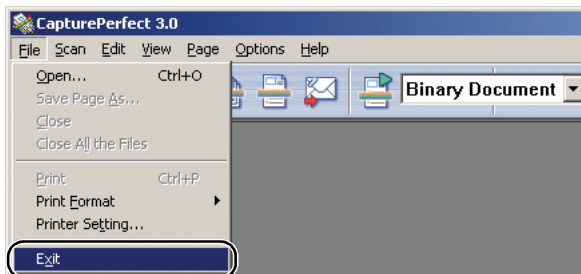 CapturePerfect 3.0
File Scan Edit View Page Options Help
Open... Ctrl+O
Save Page As...
Close
Close All the Files
Print Ctrl+P
Print Format
Printer Setting...
Exit
Binary Document